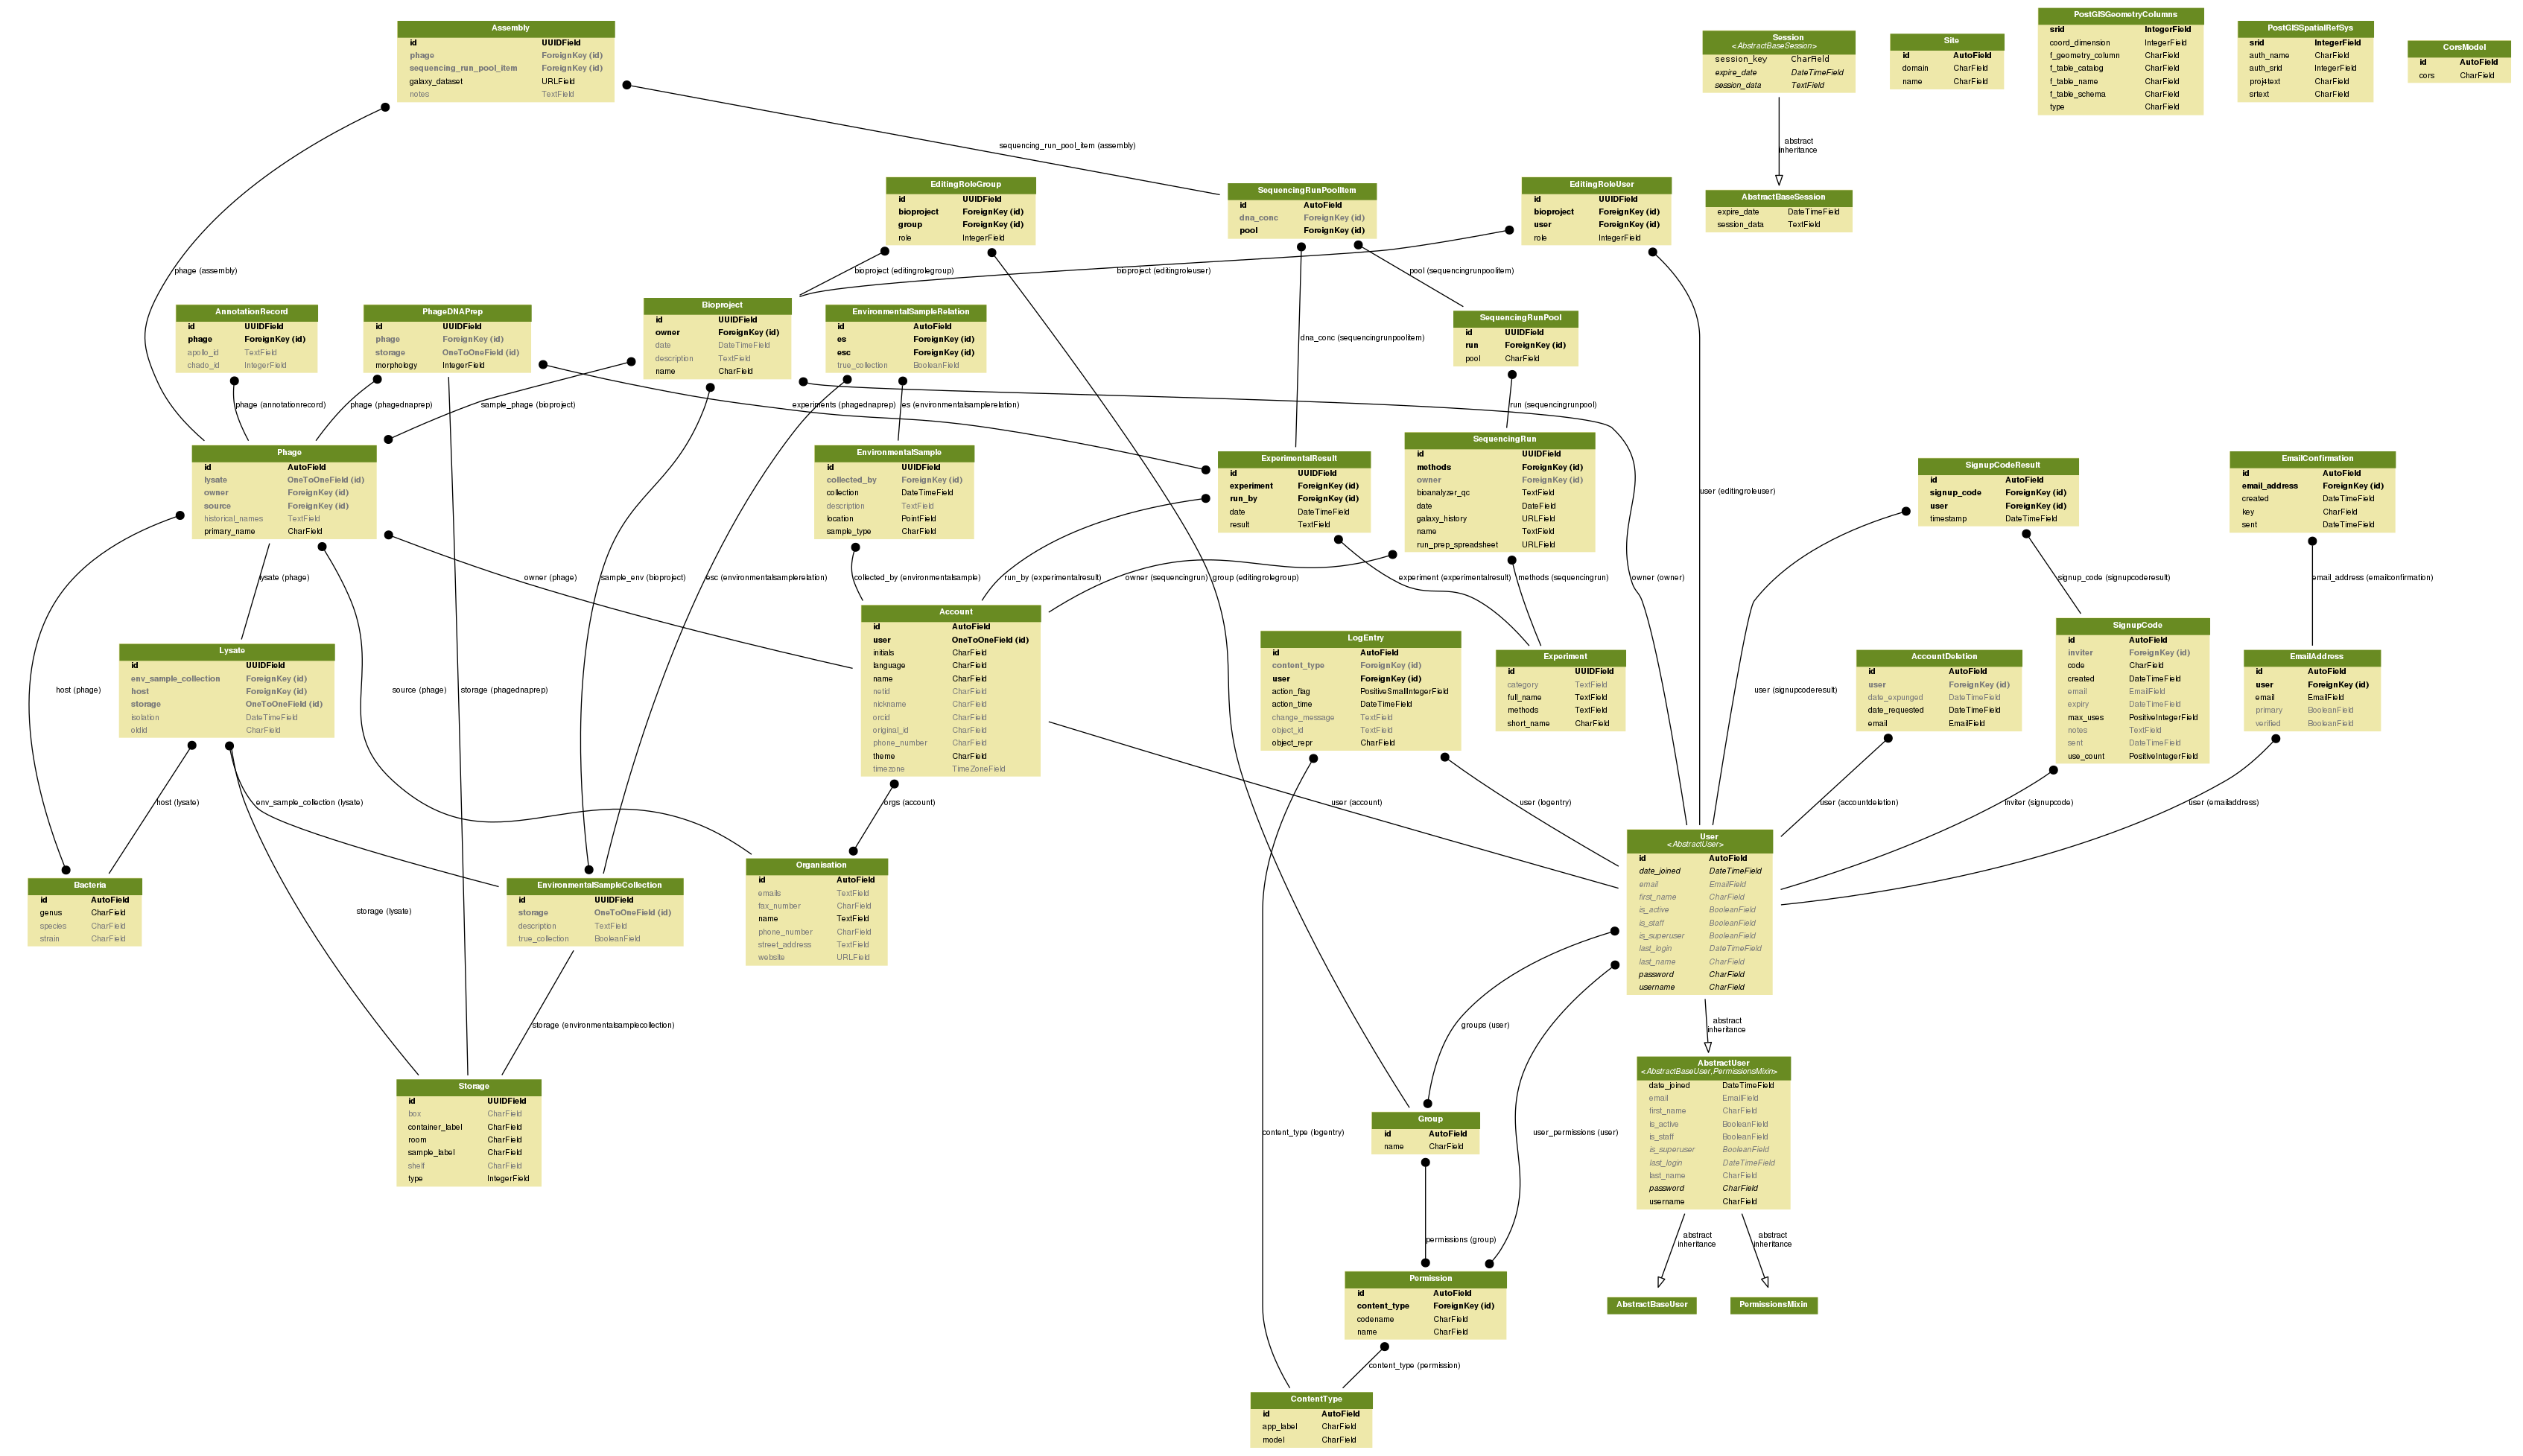 Assembly
id UUIDField
phage ForeignKey (id)
sequencing_run_pool_item ForeignKey (id)
galaxy_dataset URLField
notes TextField
Session
<AbstractBaseSession>
session_key CharField
expire_date DateTimeField
session_data TextField
Site
id AutoField
domain CharField
name CharField
PostGISGeometryColumns
srid IntegerField
coord_dimension IntegerField
f_geometry_column CharField
f_table_catalog CharField
f_table_name CharField
f_table_schema CharField
type CharField
PostGISSpatialRefSys
srid IntegerField
auth_name CharField
auth_srid IntegerField
proj4text CharField
srtext CharField
CorsModel
id AutoField
cors CharField
sequencing_run_pool_item (assembly)
abstract
inheritance
EditingRoleGroup
id UUIDField
bioproject ForeignKey (id)
group ForeignKey (id)
role IntegerField
SequencingRunPoolItem
id AutoField
dna_conc ForeignKey (id)
pool ForeignKey (id)
EditingRoleUser
id UUIDField
bioproject ForeignKey (id)
user ForeignKey (id)
role IntegerField
AbstractBaseSession
expire_date DateTimeField
session_data TextField
phage (assembly)
bioproject (editingrolegroup)
bioproject (editingroleuser)
pool (sequencingrunpoolitem)
AnnotationRecord
id UUIDField
phage ForeignKey (id)
apollo_id TextField
chado_id IntegerField
PhageDNAPrep
id UUIDField
phage ForeignKey (id)
storage OneToOneField (id)
morphology IntegerField
Bioproject
id UUIDField
owner ForeignKey (id)
date DateTimeField
description TextField
name CharField
EnvironmentalSampleRelation
id AutoField
es ForeignKey (id)
esc ForeignKey (id)
true_collection BooleanField
dna_conc (sequencingrunpoolitem)
SequencingRunPool
id UUIDField
run ForeignKey (id)
pool CharField
phage (annotationrecord)
phage (phagednaprep)
sample_phage (bioproject)
experiments (phagednaprep)
es (environmentalsamplerelation)
run (sequencingrunpool)
Phage
id AutoField
lysate OneToOneField (id)
owner ForeignKey (id)
source ForeignKey (id)
historical_names TextField
primary_name CharField
EnvironmentalSample
id UUIDField
collected_by ForeignKey (id)
collection DateTimeField
description TextField
location PointField
sample_type CharField
ExperimentalResult
id UUIDField
experiment ForeignKey (id)
run_by ForeignKey (id)
date DateTimeField
result TextField
SequencingRun
id UUIDField
methods ForeignKey (id)
owner ForeignKey (id)
bioanalyzer_qc TextField
date DateField
galaxy_history URLField
name TextField
run_prep_spreadsheet URLField
user (editingroleuser)
SignupCodeResult
id AutoField
signup_code ForeignKey (id)
user ForeignKey (id)
timestamp DateTimeField
EmailConfirmation
id AutoField
email_address ForeignKey (id)
created DateTimeField
key CharField
sent DateTimeField
lysate (phage)
owner (phage)
sample_env (bioproject)
esc (environmentalsamplerelation)
collected_by (environmentalsample)
run_by (experimentalresult)
owner (sequencingrun)
group (editingrolegroup)
experiment (experimentalresult)
methods (sequencingrun)
owner (owner)
signup_code (signupcoderesult)
email_address (emailconfirmation)
Lysate
id UUIDField
env_sample_collection ForeignKey (id)
host ForeignKey (id)
storage OneToOneField (id)
isolation DateTimeField
oldid CharField
host (phage)
source (phage)
storage (phagednaprep)
Account
id AutoField
user OneToOneField (id)
initials CharField
language CharField
name CharField
netid CharField
nickname CharField
orcid CharField
original_id CharField
phone_number CharField
theme CharField
timezone TimeZoneField
LogEntry
id AutoField
content_type ForeignKey (id)
user ForeignKey (id)
action_flag PositiveSmallIntegerField
action_time DateTimeField
change_message TextField
object_id TextField
object_repr CharField
Experiment
id UUIDField
category TextField
full_name TextField
methods TextField
short_name CharField
user (signupcoderesult)
AccountDeletion
id AutoField
user ForeignKey (id)
date_expunged DateTimeField
date_requested DateTimeField
email EmailField
SignupCode
id AutoField
inviter ForeignKey (id)
code CharField
created DateTimeField
email EmailField
expiry DateTimeField
max_uses PositiveIntegerField
notes TextField
sent DateTimeField
use_count PositiveIntegerField
EmailAddress
id AutoField
user ForeignKey (id)
email EmailField
primary BooleanField
verified BooleanField
host (lysate)
env_sample_collection (lysate)
orgs (account)
user (account)
user (logentry)
user (accountdeletion)
inviter (signupcode)
user (emailaddress)
Bacteria
id AutoField
genus CharField
species CharField
strain CharField
storage (lysate)
EnvironmentalSampleCollection
id UUIDField
storage OneToOneField (id)
description TextField
true_collection BooleanField
Organisation
id AutoField
emails TextField
fax_number CharField
name TextField
phone_number CharField
street_address TextField
website URLField
User
<AbstractUser>
id AutoField
date_joined DateTimeField
email EmailField
first_name CharField
is_active BooleanField
is_staff BooleanField
is_superuser BooleanField
last_login DateTimeField
last_name CharField
password CharField
username CharField
storage (environmentalsamplecollection)
groups (user)
abstract
inheritance
Storage
id UUIDField
box CharField
container_label CharField
room CharField
sample_label CharField
shelf CharField
type IntegerField
AbstractUser
<AbstractBaseUser,PermissionsMixin>
date_joined DateTimeField
email EmailField
first_name CharField
is_active BooleanField
is_staff BooleanField
is_superuser BooleanField
last_login DateTimeField
last_name CharField
password CharField
username CharField
content_type (logentry)
Group
id AutoField
name CharField
user_permissions (user)
permissions (group)
abstract
inheritance
abstract
inheritance
Permission
id AutoField
content_type ForeignKey (id)
codename CharField
name CharField
AbstractBaseUser
PermissionsMixin
content_type (permission)
ContentType
id AutoField
app_label CharField
model CharField